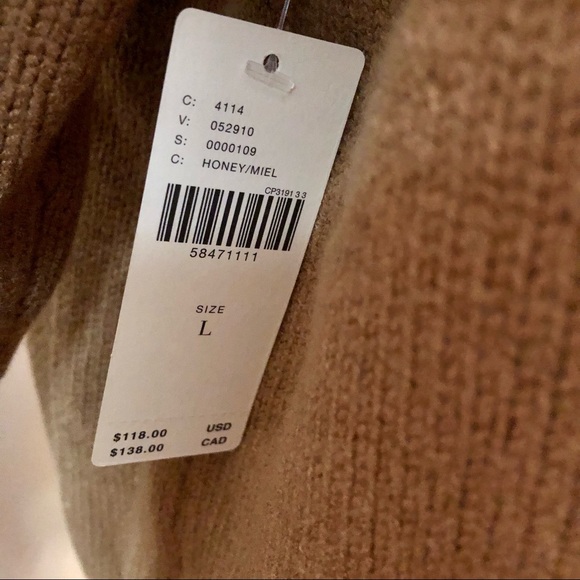 C: 4114
V: 052910
S: 0000109
C: HONEY/MIEL
CP3191 3 3
58471111
SIZE
L
$118.00 USD
$138.00 CAD